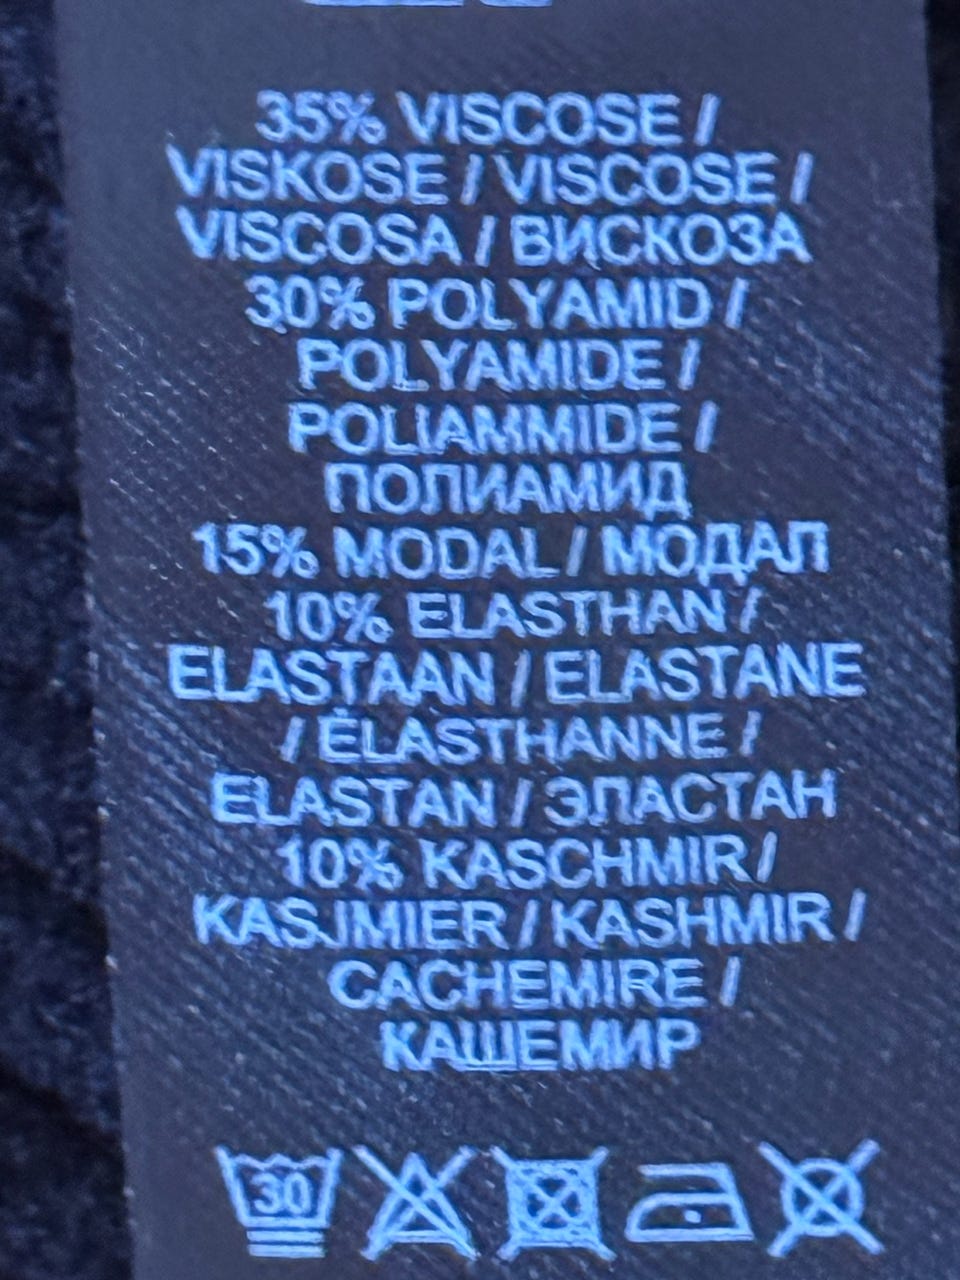 35% VISCOSE /
VISKOSE / VISCOSE /
VISCOSA / ВИСКОЗА
30% POLYAMID /
POLYAMIDE /
POLIAMMIDE /
ПОЛИАМИД
15% MODAL / МОДАЛ
10% ELASTHAN /
ELASTAAN / ELASTANE
/ ÉLASTHANNE /
ELASTAN / ЭЛАСТАН
10% KASCHMIR /
KASJMIER / KASHMIR /
CACHEMIRE /
КАШЕМИР
30